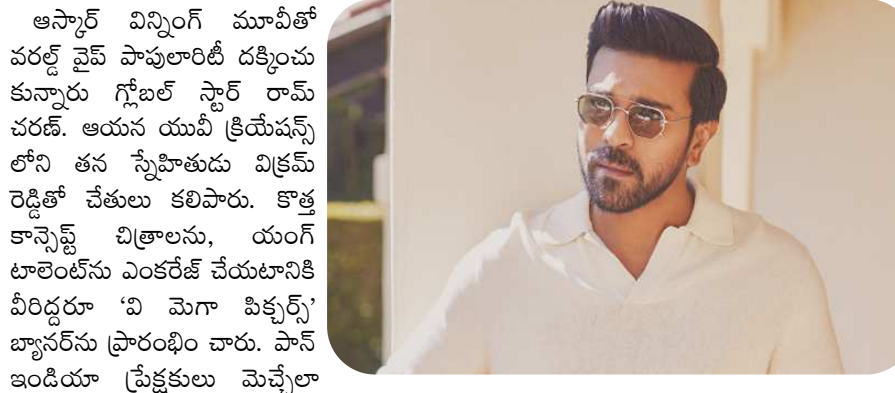 ఆస్కార్ విన్నింగ్ మూవీతో
వరల్డ్ వైప్ పాపులారిటీ దక్కించు
కున్నారు గ్లోబల్ స్టార్ రామ్
చరణ్. ఆయన యువీ క్రియేషన్స్
లోని తన స్నేహితుడు విక్రమ్
రెడ్డితో చేతులు కలిపారు. కొత్త
కాన్సెప్ట్ చిత్రాలను, యంగ్
టాలెంట్‌ను ఎంకరేజ్ చేయటానికి
వీరిద్దరూ ‘వి మెగా పిక్చర్స్’
బ్యానర్‌ను ప్రారంభిం చారు. పాన్
ఇండియా ప్రేక్షకులు మెచ్చేలా